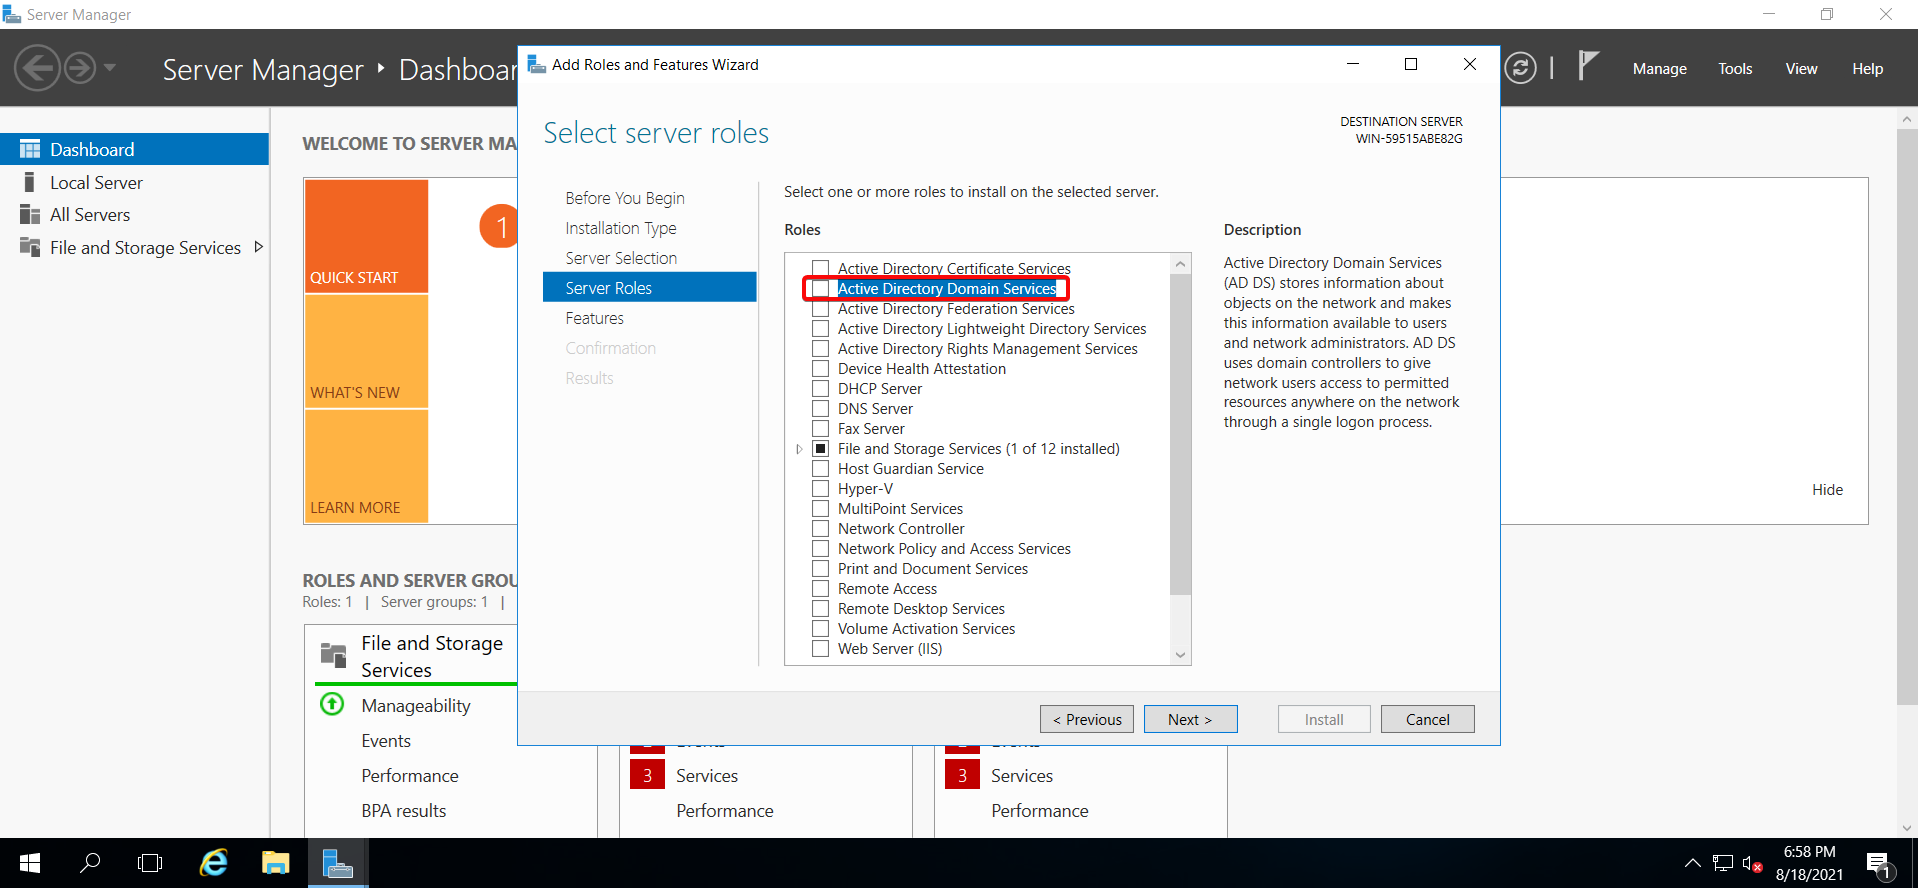 Server Manager
Server Manager ‣ Dashboar
Manage
Tools
View
Help
Dashboard
Local Server
All Servers
File and Storage Services
WELCOME TO SERVER MA
QUICK START
WHAT'S NEW
LEARN MORE
1
Hide
ROLES AND SERVER GROU
Roles: 1 | Server groups: 1 |
File and Storage
Services
Manageability
Events
Performance
BPA results
3 Services
Performance
3 Services
Performance
Add Roles and Features Wizard
Select server roles
DESTINATION SERVER
WIN-59515ABE82G
Before You Begin
Installation Type
Server Selection
Server Roles
Features
Confirmation
Results
Select one or more roles to install on the selected server.
Roles
Active Directory Certificate Services
Active Directory Domain Services
Active Directory Federation Services
Active Directory Lightweight Directory Services
Active Directory Rights Management Services
Device Health Attestation
DHCP Server
DNS Server
Fax Server
File and Storage Services (1 of 12 installed)
Host Guardian Service
Hyper-V
MultiPoint Services
Network Controller
Network Policy and Access Services
Print and Document Services
Remote Access
Remote Desktop Services
Volume Activation Services
Web Server (IIS)
Description
Active Directory Domain Services
(AD DS) stores information about
objects on the network and makes
this information available to users
and network administrators. AD DS
uses domain controllers to give
network users access to permitted
resources anywhere on the network
through a single logon process.
< Previous
Next >
Install
Cancel
6:58 PM
8/18/2021
1